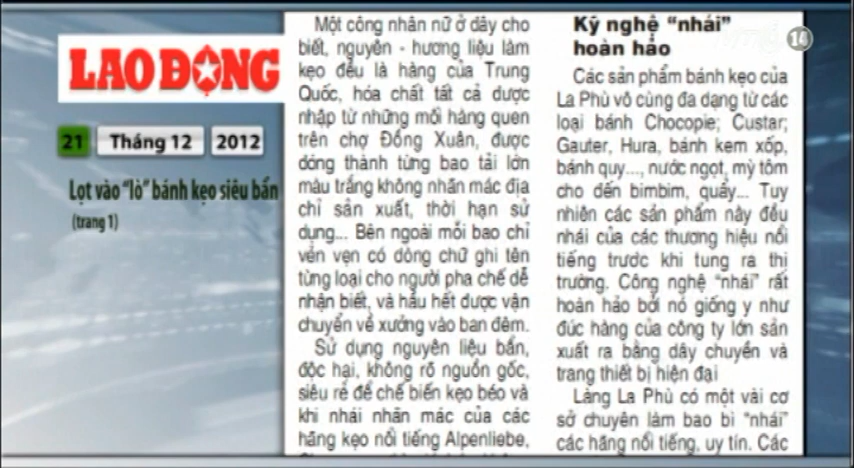 LAO ĐỘNG
21 Tháng 12 2012
Lọt vào "lò" bánh kẹo siêu bẩn
(trang 1)
Một công nhân nữ ở đây cho
biết, nguyên - hương liệu làm
kẹo đều là hàng của Trung
Quốc, hóa chất tất cả được
nhập từ những mối hàng quen
trên chợ Đồng Xuân, được
đóng thành từng bao tải lớn
màu trắng không nhãn mác địa
chỉ sản xuất, thời hạn sử
dụng... Bên ngoài mỗi bao chỉ
vẻn vẹn có dòng chữ ghi tên
từng loại cho người pha chế dễ
nhận biết, và hầu hết được vận
chuyển về xưởng vào ban đêm.
Sử dụng nguyên liệu bẩn,
độc hại, không rõ nguồn gốc,
siêu rẻ để chế biến kẹo béo và
khi nhái nhãn mác của các
hãng kẹo nổi tiếng Alpenliebe,
Kỹ nghệ "nhái"
hoàn hảo
Các sản phẩm bánh kẹo của
La Phù vô cùng đa dạng từ các
loại bánh Chocopie; Custar;
Gauter, Hura, bánh kem xốp,
bánh quy..., nước ngọt, mỳ tôm
cho đến bimbim, quẩy... Tuy
nhiên các sản phẩm này đều
nhái của các thương hiệu nổi
tiếng trước khi tung ra thị
trường. Công nghệ "nhái" rất
hoàn hảo bởi nó giống y như
đúc hàng của công ty lớn sản
xuất ra bằng dây chuyền và
trang thiết bị hiện đại
Làng La Phù có một vài cơ
sở chuyên làm bao bì "nhái"
các hãng nổi tiếng, uy tín. Các
14